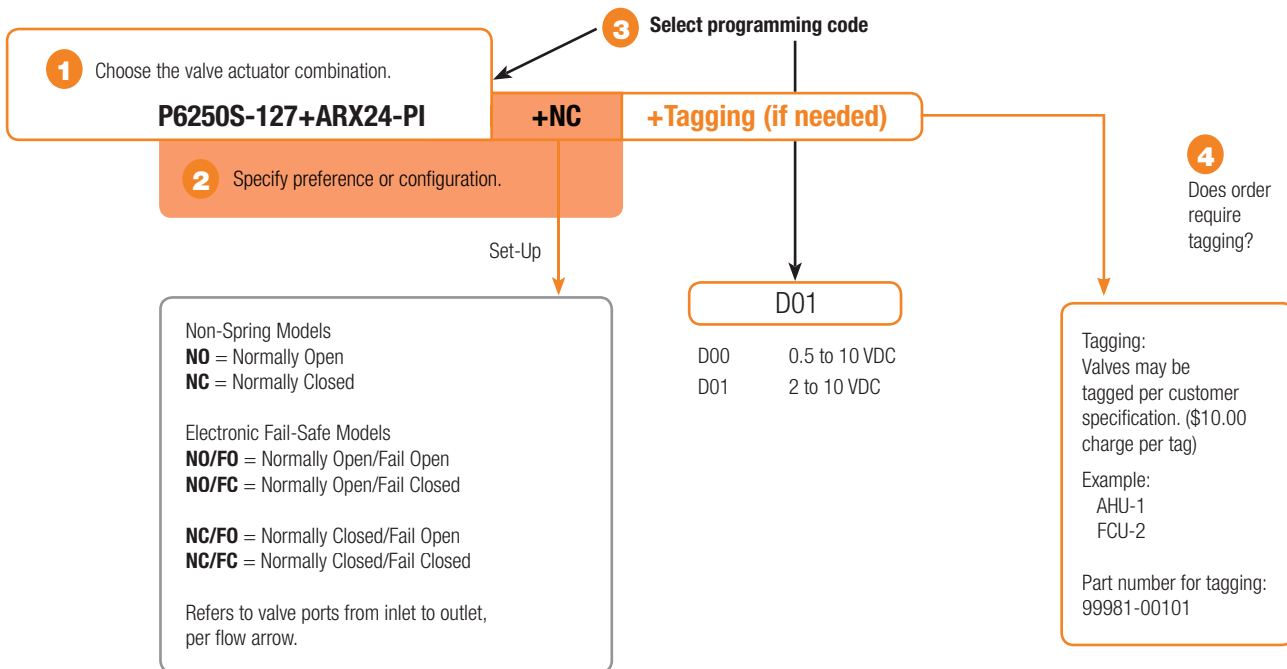 3 Select programming code
1 Choose the valve actuator combination.
P6250S-127+ARX24-PI +NC +Tagging (if needed)
2 Specify preference or configuration.
4
Does order
require
tagging?
Set-Up
Non-Spring Models
NO = Normally Open
NC = Normally Closed
Electronic Fail-Safe Models
NO/FO = Normally Open/Fail Open
NO/FC = Normally Open/Fail Closed
NC/FO = Normally Closed/Fail Open
NC/FC = Normally Closed/Fail Closed
Refers to valve ports from inlet to outlet,
per flow arrow.
D01
D00 0.5 to 10 VDC
D01 2 to 10 VDC
Tagging:
Valves may be
tagged per customer
specification. ($10.00
charge per tag)
Example:
AHU-1
FCU-2
Part number for tagging:
99981-00101